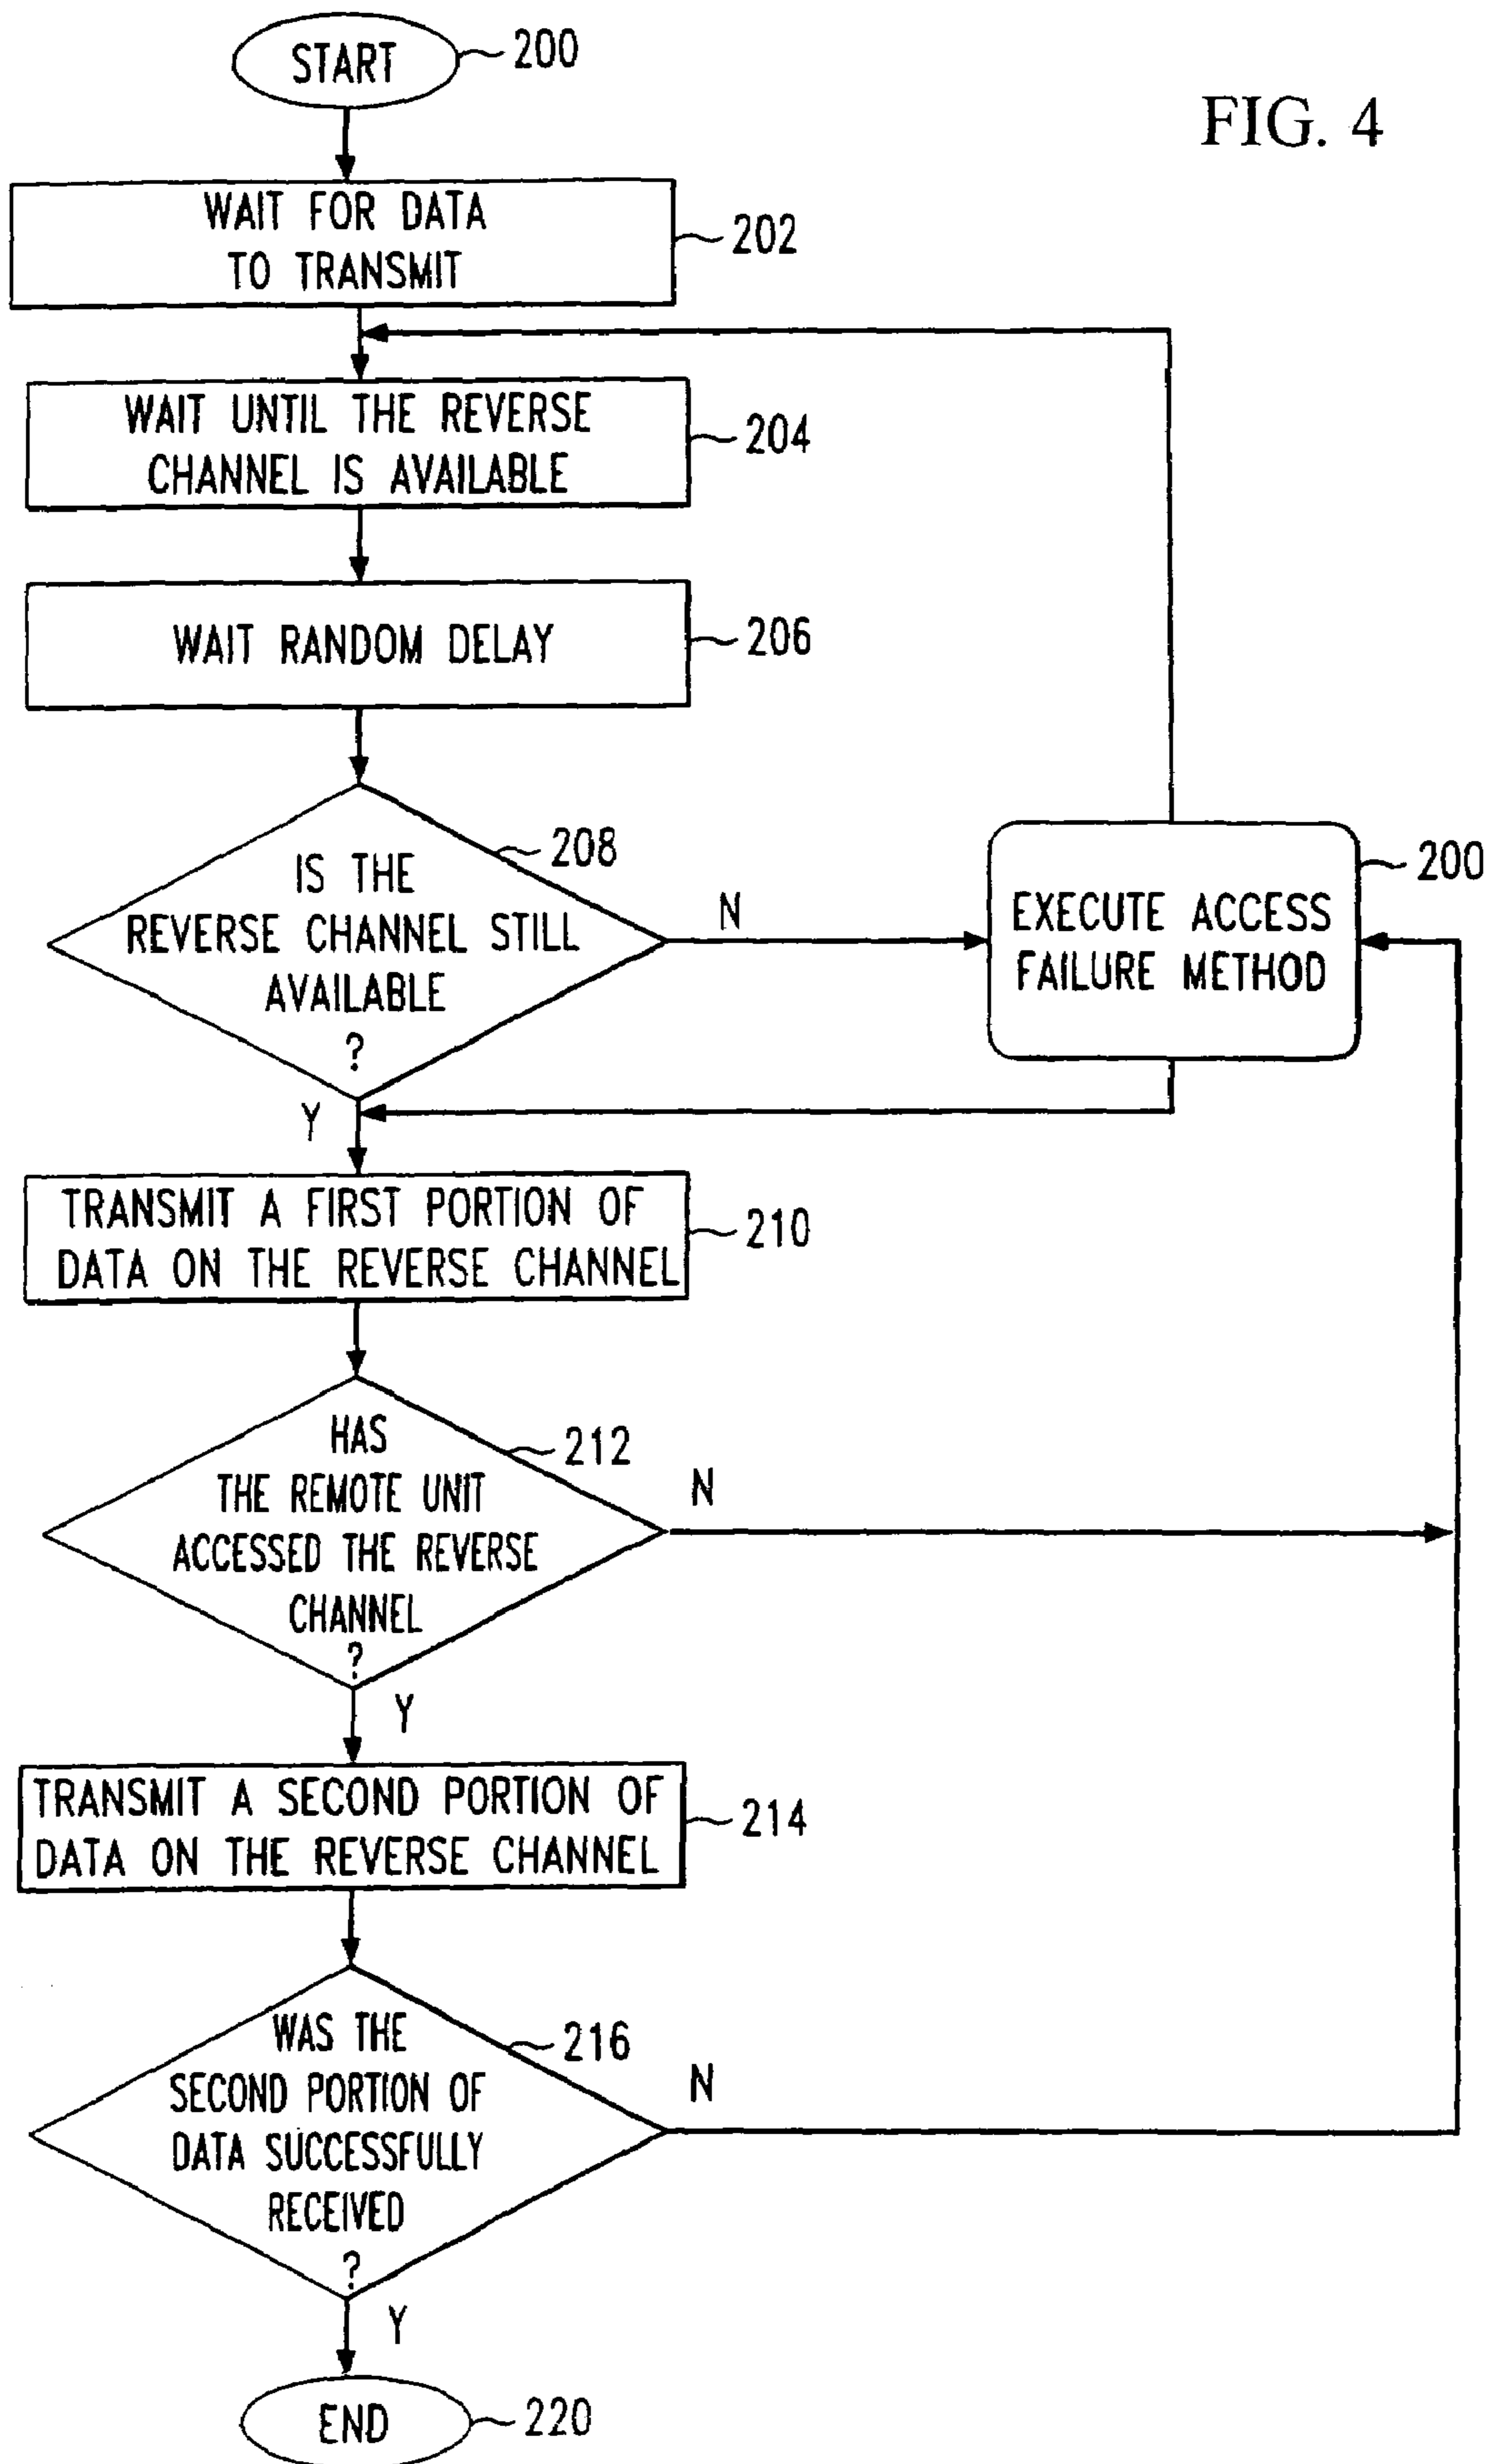 START
200
FIG. 4
WAIT FOR DATA
TO TRANSMIT
202
WAIT UNTIL THE REVERSE
CHANNEL IS AVAILABLE
204
WAIT RANDOM DELAY
206
208
IS THE
REVERSE CHANNEL STILL
AVAILABLE
?
N
Y
EXECUTE ACCESS
FAILURE METHOD
200
TRANSMIT A FIRST PORTION OF
DATA ON THE REVERSE CHANNEL
210
HAS
THE REMOTE UNIT
ACCESSED THE REVERSE
CHANNEL
?
212
N
Y
TRANSMIT A SECOND PORTION OF
DATA ON THE REVERSE CHANNEL
214
WAS THE
SECOND PORTION OF
DATA SUCCESSFULLY
RECEIVED
?
216
N
Y
END
220